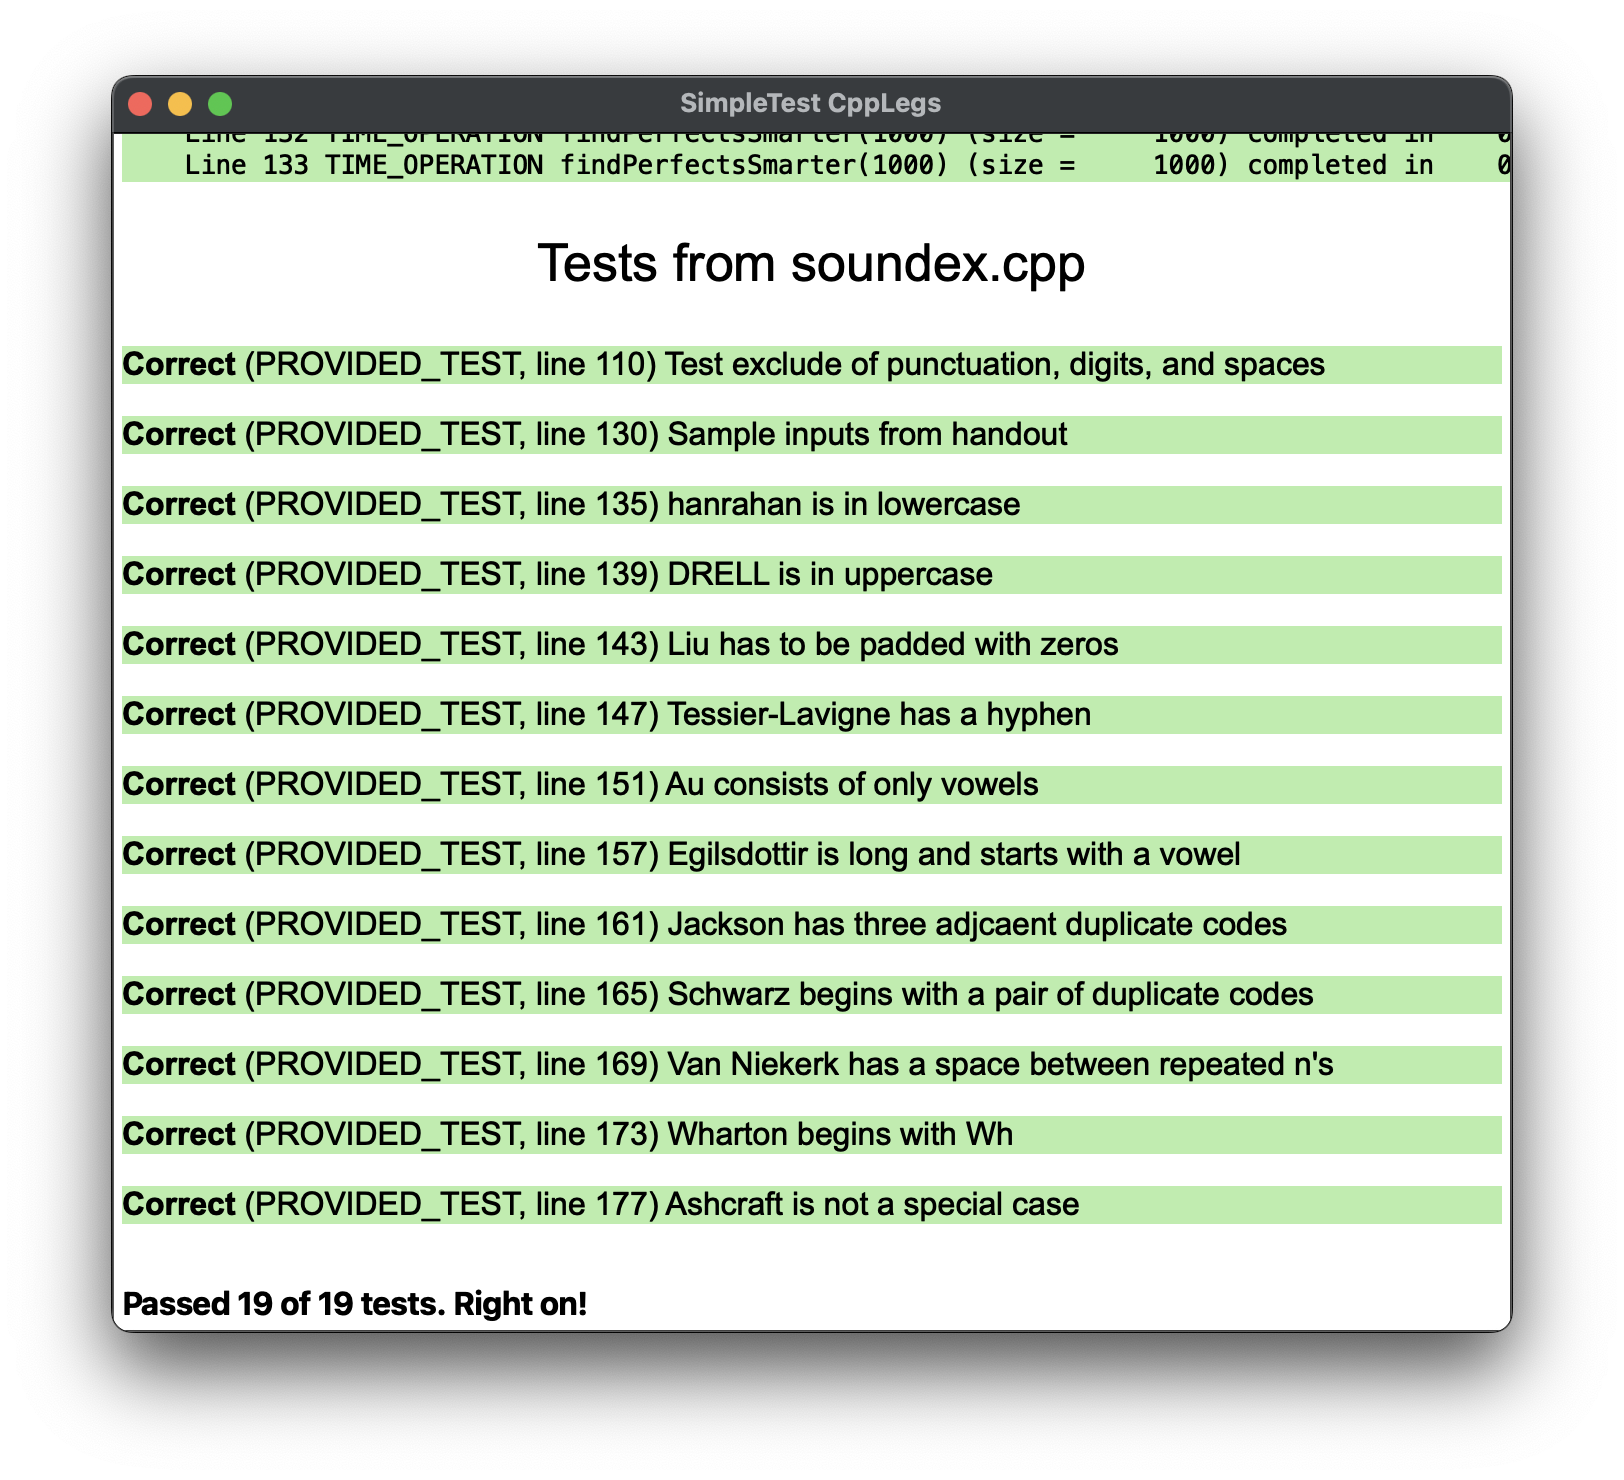 SimpleTest CppLegs
Line 132 TIME_OPERATION findPerfectsSmarter(1000) (size = 1000) completed in 0
Line 133 TIME_OPERATION findPerfectsSmarter(1000) (size = 1000) completed in 0
Tests from soundex.cpp
Correct (PROVIDED_TEST, line 110) Test exclude of punctuation, digits, and spaces
Correct (PROVIDED_TEST, line 130) Sample inputs from handout
Correct (PROVIDED_TEST, line 135) hanrahan is in lowercase
Correct (PROVIDED_TEST, line 139) DRELL is in uppercase
Correct (PROVIDED_TEST, line 143) Liu has to be padded with zeros
Correct (PROVIDED_TEST, line 147) Tessier-Lavigne has a hyphen
Correct (PROVIDED_TEST, line 151) Au consists of only vowels
Correct (PROVIDED_TEST, line 157) Egilsdottir is long and starts with a vowel
Correct (PROVIDED_TEST, line 161) Jackson has three adjcaent duplicate codes
Correct (PROVIDED_TEST, line 165) Schwarz begins with a pair of duplicate codes
Correct (PROVIDED_TEST, line 169) Van Niekerk has a space between repeated n's
Correct (PROVIDED_TEST, line 173) Wharton begins with Wh
Correct (PROVIDED_TEST, line 177) Ashcraft is not a special case
Passed 19 of 19 tests. Right on!